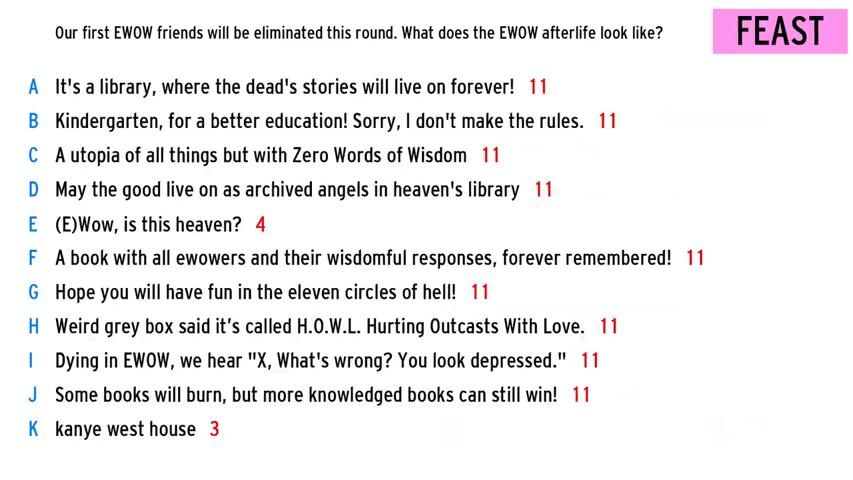 Our first EWOW friends will be eliminated this round. What does the EWOW afterlife look like?
FEAST
A It's a library, where the dead's stories will live on forever! 11
B Kindergarten, for a better education! Sorry, I don't make the rules. 11
C A utopia of all things but with Zero Words of Wisdom 11
D May the good live on as archived angels in heaven's library 11
E (E)Wow, is this heaven? 4
F A book with all ewowers and their wisdomful responses, forever remembered! 11
G Hope you will have fun in the eleven circles of hell! 11
H Weird grey box said it’s called H.O.W.L. Hurting Outcasts With Love. 11
I Dying in EWOW, we hear "X, What's wrong? You look depressed." 11
J Some books will burn, but more knowledged books can still win! 11
K kanye west house 3